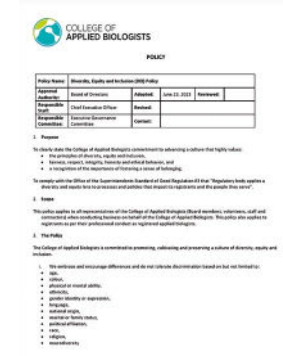 COLLEGE OF
APPLIED BIOLOGISTS
POLICY
Policy Name: Diversity, Equity and Inclusion (DEI) Policy
Approval Authority: Board of Directors Adopted: June 22, 2023 Reviewed:
Responsible Staff: Chief Executive Officer Revised:
Responsible Committee: Executive Governance Committee Contact:
1. Purpose
To clearly state the College of Applied Biologists commitment to advancing a culture that highly values:
• the principles of diversity, equity and inclusion,
• fairness, respect, integrity, honesty and ethical behavior, and
• a recognition of the importance of fostering a sense of belonging.
To comply with the Office of the Superintendent's Standard of Good Regulation #3 that "Regulatory body applies a
diversity and equity lens to processes and policies that impact its registrants and the people they serve".
2. Scope
This policy applies to all representatives of the College of Applied Biologists (Board members, volunteers, staff and
contractors) when conducting business on behalf of the College of Applied Biologists. This policy also applies to
registrants as per their professional conduct as registered applied biologists.
3. The Policy
The College of Applied Biologists is committed to promoting, cultivating and preserving a culture of diversity, equity and
inclusion.
i. We embrace and encourage differences and do not tolerate discrimination based on but not limited to:
• age,
• colour,
• physical or mental ability,
• ethnicity,
• gender identity or expression,
• language,
• national origin,
• marital or family status,
• political affiliation,
• race,
• religion,
• neurodiversity